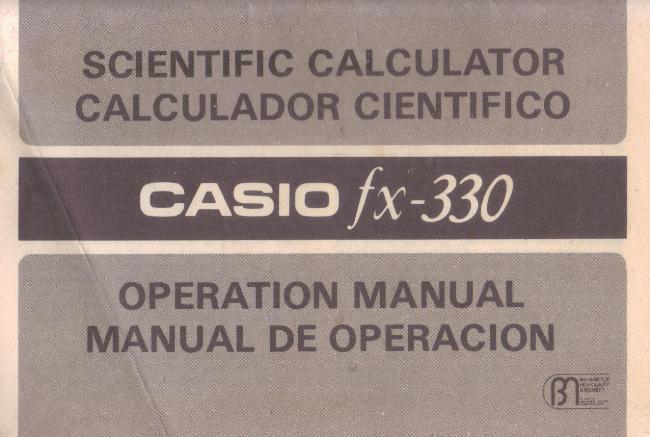 SCIENTIFIC CALCULATOR
CALCULADOR CIENTIFICO
CASIO fx-330
OPERATION MANUAL
MANUAL DE OPERACION